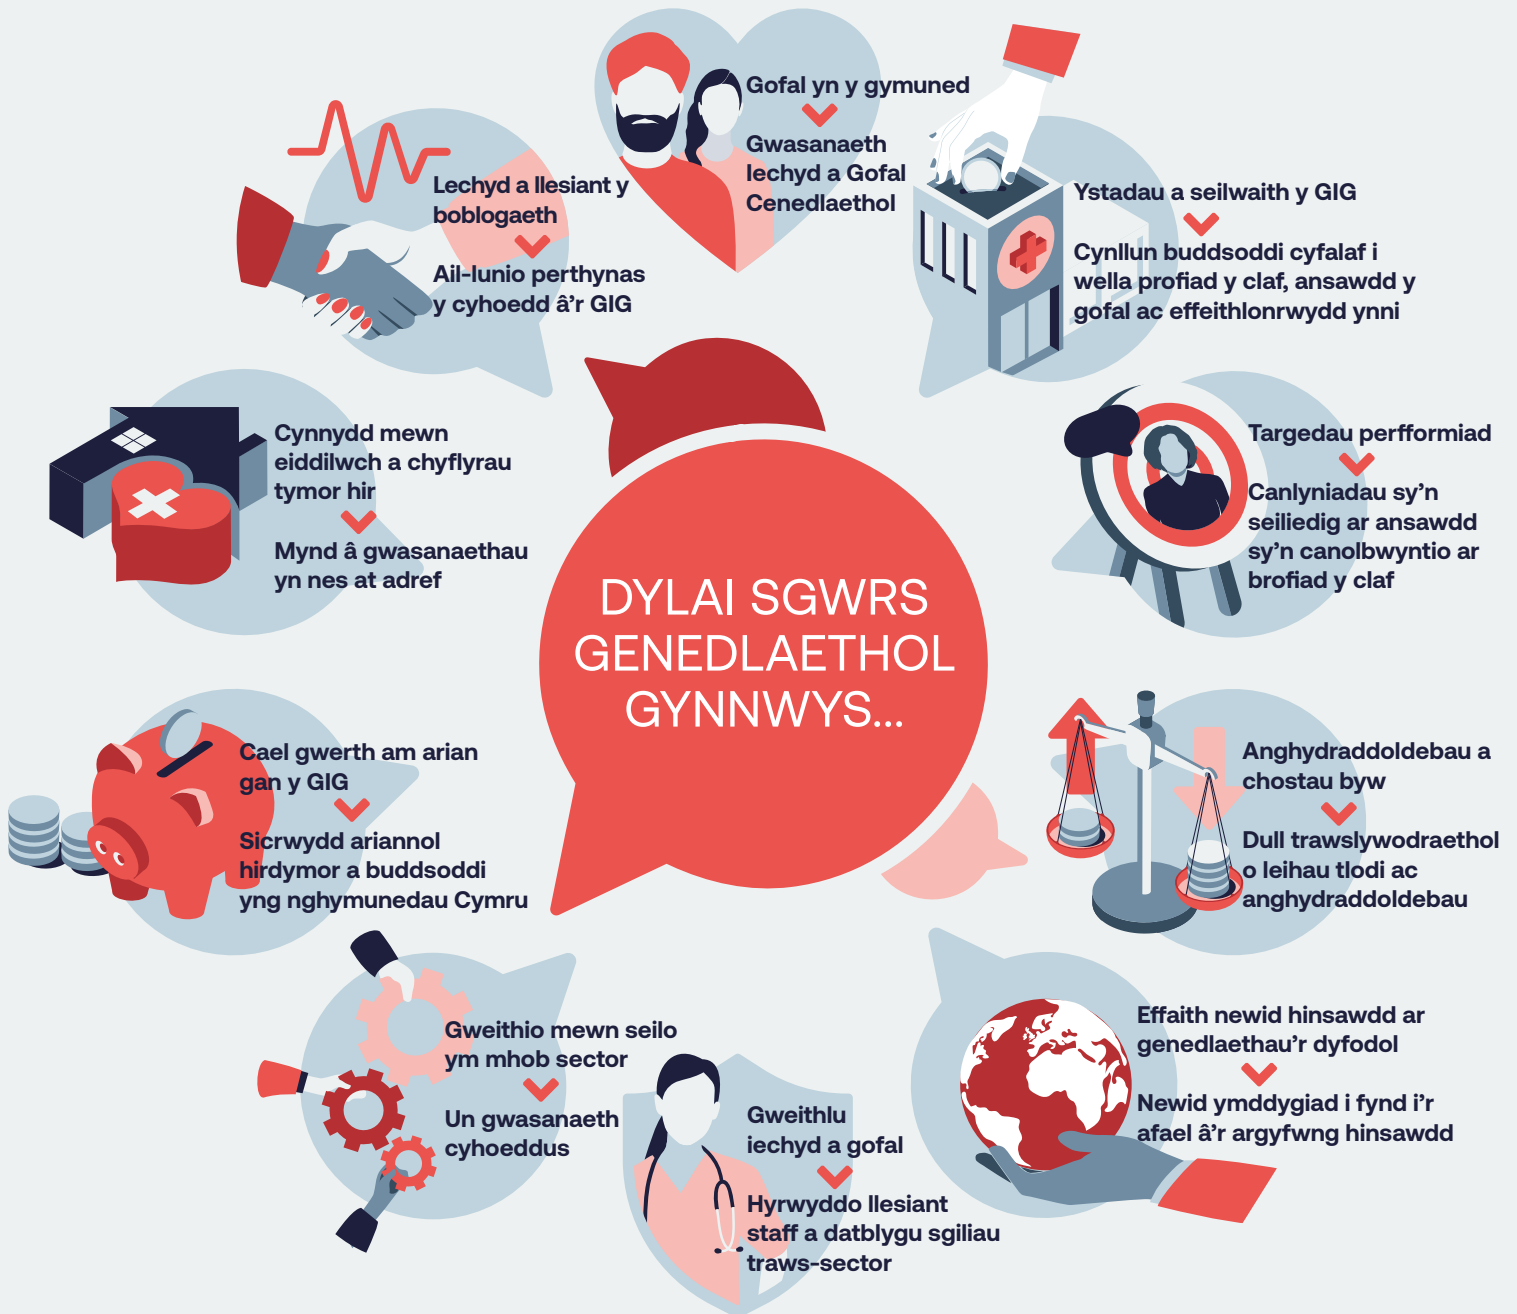 Gofal yn y gymuned
Gwasanaeth
Iechyd a Gofal
Cenedlaethol
Ystadau a seilwaith y GIG
Cynllun buddsoddi cyfalaf i
wella profiad y claf, ansawdd y
gofal ac effeithlonrwydd ynni
Targedau perfformiad
Canlyniadau sy’n
seiliedig ar ansawdd
sy’n canolbwyntio ar
brofiad y claf
Anghydraddoldebau a
chostau byw
Dull trawslywodraethol
o leihau tlodi ac
anghydraddoldebau
Effaith newid hinsawdd ar
genedlaethau’r dyfodol
Newid ymddygiad i fynd i’r
afael â’r argyfwng hinsawdd
Gweithlu
iechyd a gofal
Hyrwyddo llesiant
staff a datblygu sgiliau
traws-sector
Gweithio mewn seilo
ym mhob sector
Un gwasanaeth
cyhoeddus
Cael gwerth am arian
gan y GIG
Sicrwydd ariannol
hirdymor a buddsoddi
yng nghymunedau Cymru
Cynnydd mewn
eiddilwch a chyflyrau
tymor hir
Mynd â gwasanaethau
yn nes at adref
Lechyd a llesiant y
boblogaeth
Ail-lunio perthynas
y cyhoedd â’r GIG
DYLAI SGWRS
GENEDLAETHOL
GYNNWYS...